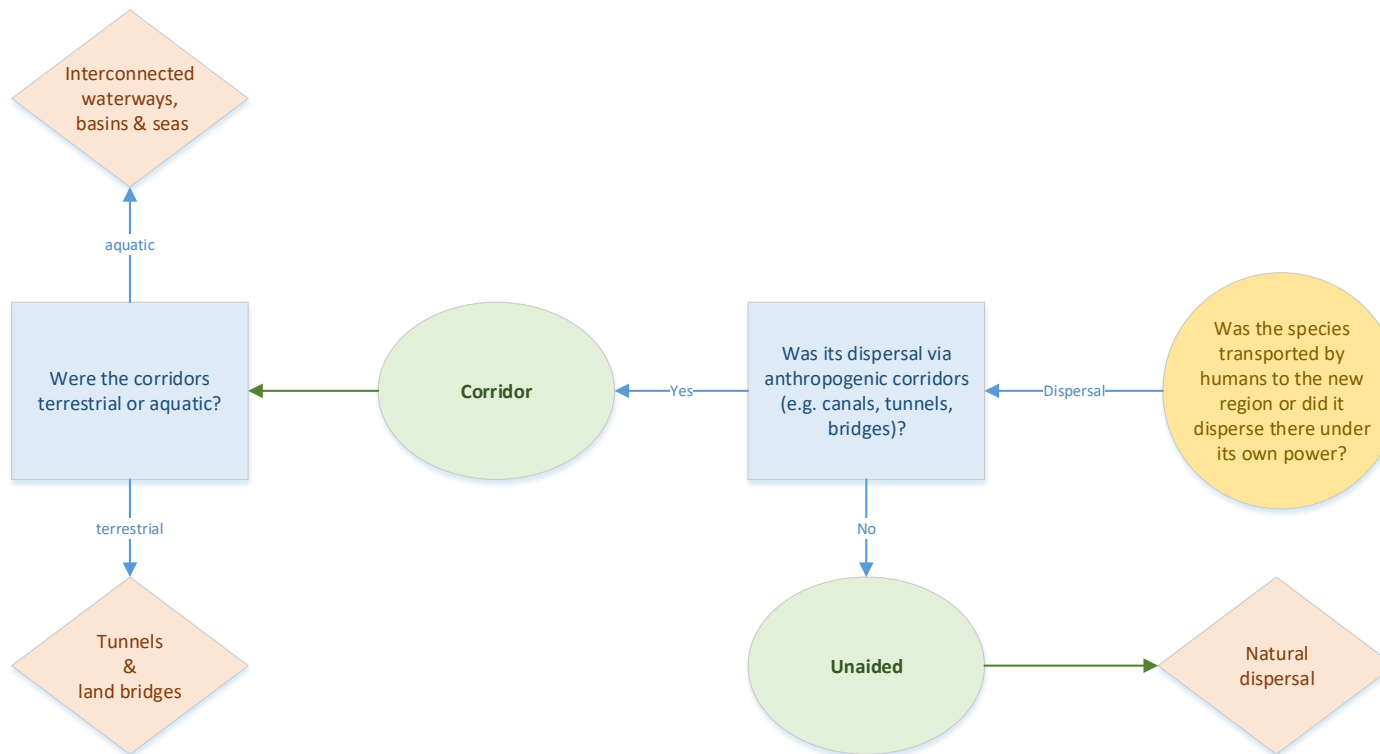 Interconnected
waterways,
basins & seas
aquatic
Were the corridors
terrestrial or aquatic?
Corridor
Yes
Was its dispersal via
anthropogenic corridors
(e.g. canals, tunnels,
bridges)?
Dispersal
Was the species
transported by
humans to the new
region or did it
disperse there under
its own power?
terrestrial
No
Tunnels
&
land bridges
Unaided
Natural
dispersal